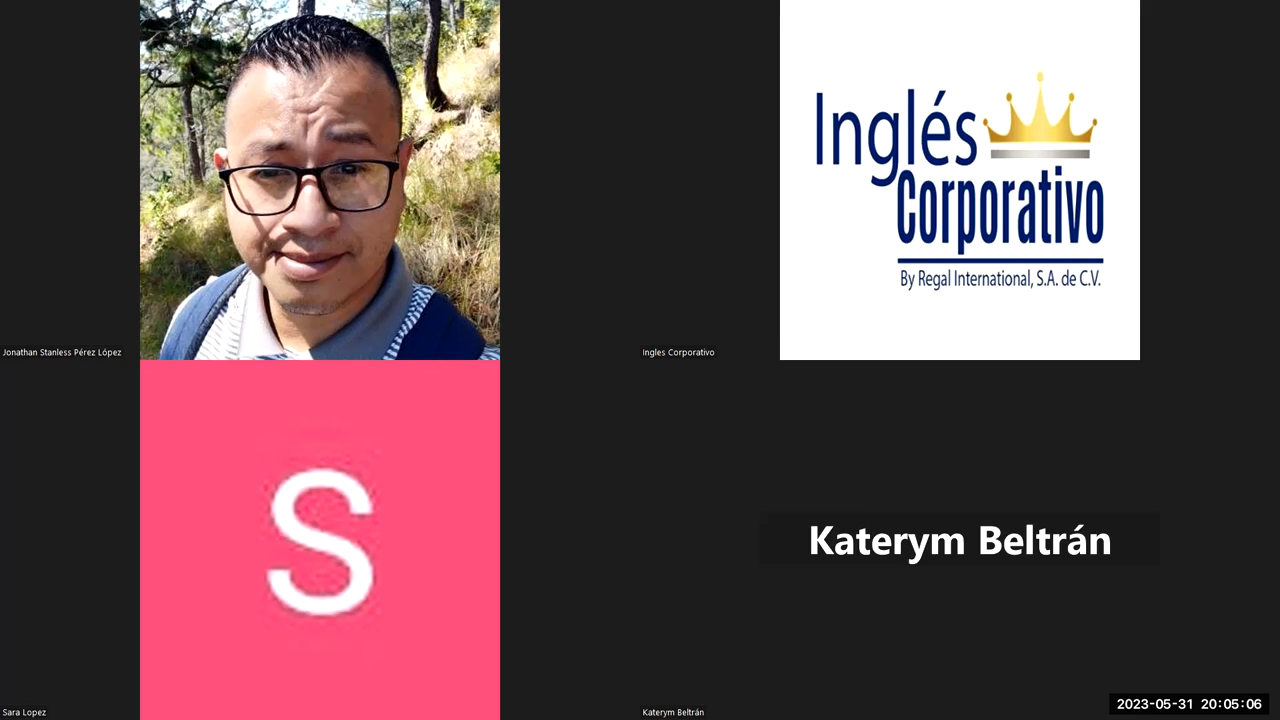 Inglés
Corporativo
By Regal International, S.A. de C.V.
Jonathan Stanless Pérez López
Ingles Corporativo
S
Katerym Beltrán
Sara Lopez
Katerym Beltrán
2023-05-31 20:05:06